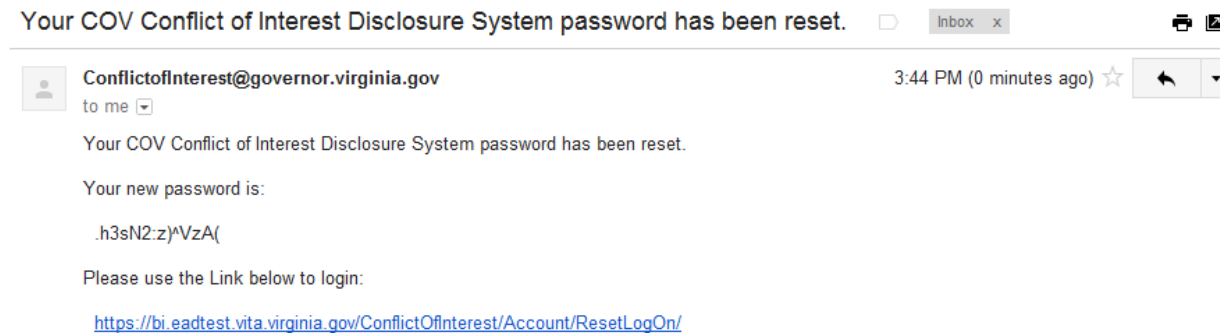 Your COV Conflict of Interest Disclosure System password has been reset.
Inbox x
ConflictofInterest@governor.virginia.gov
3:44 PM (0 minutes ago)
to me
Your COV Conflict of Interest Disclosure System password has been reset.
Your new password is:
.h3sN2:z)^VzA(
Please use the Link below to login:
https://bi.eadtest.vita.virginia.gov/ConflictOfInterest/Account/ResetLogOn/